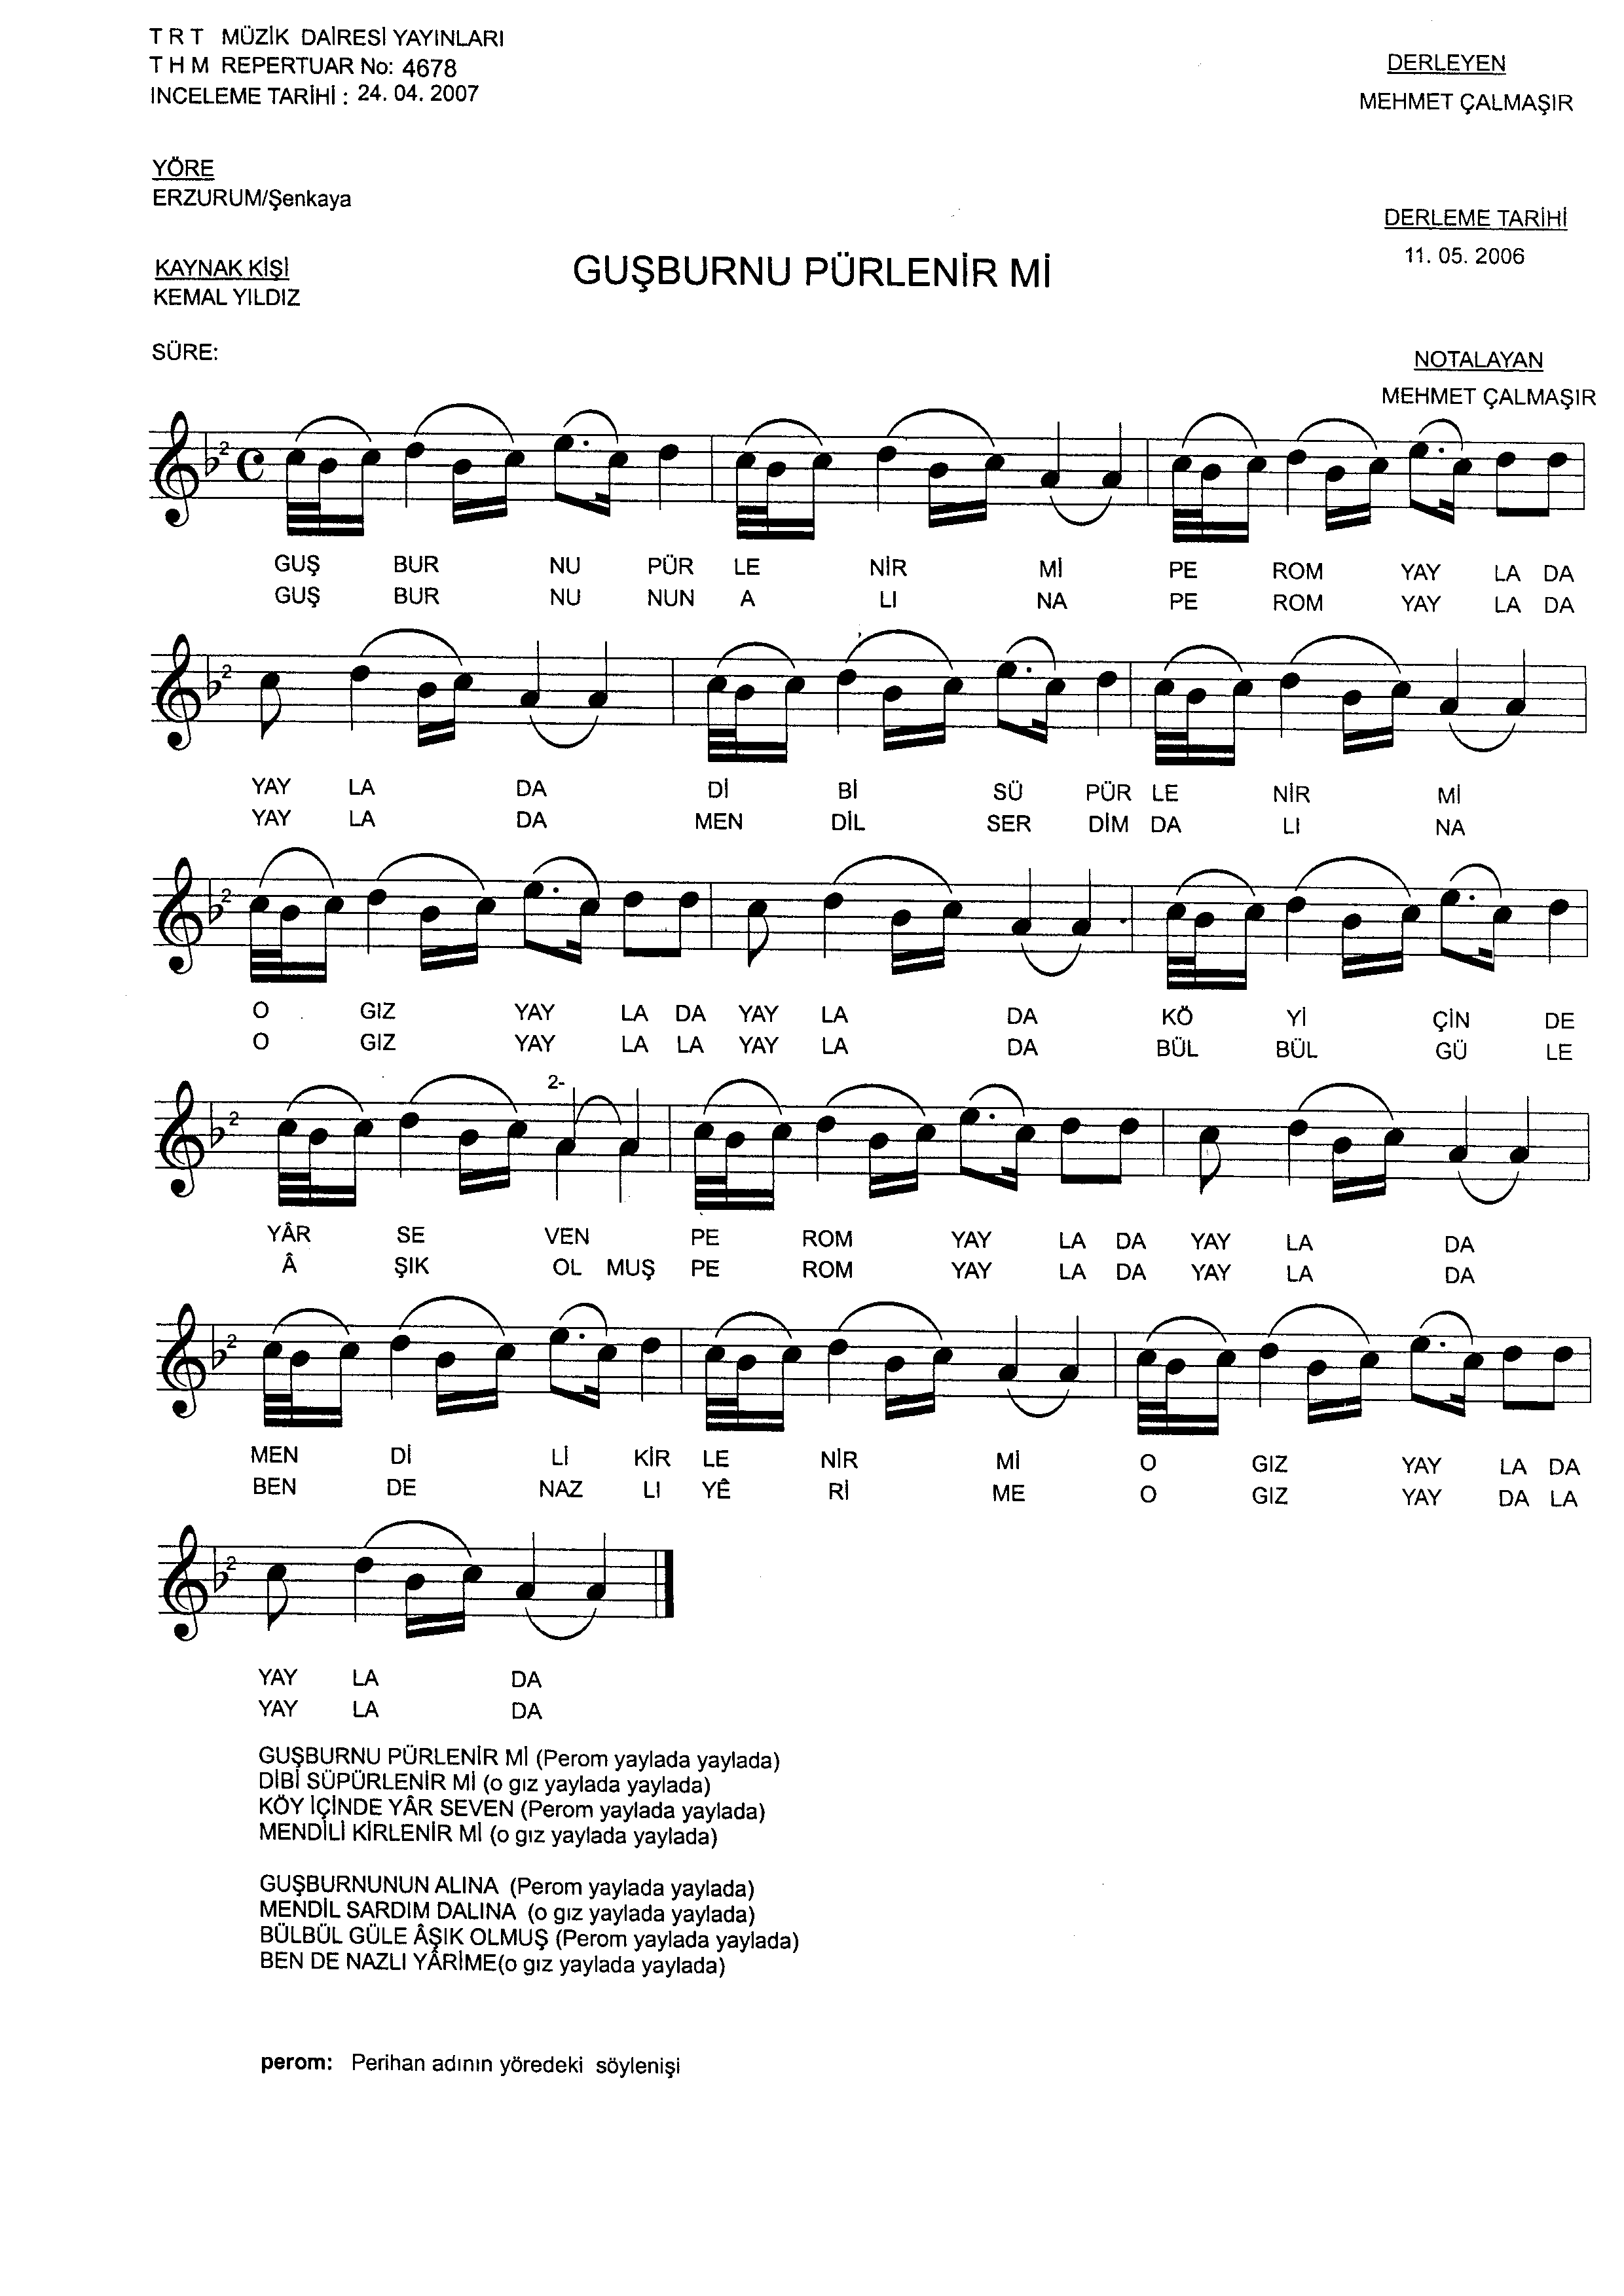 T R T MÜZİK DAİRESİ YAYINLARI
T H M REPERTUAR No: 4678
INCELEME TARİHİ : 24. 04. 2007
DERLEYEN
MEHMET ÇALMAŞIR
YÖRE
ERZURUM/Şenkaya
DERLEME TARİHİ
11. 05. 2006
KAYNAK KİŞİ
KEMAL YILDIZ
GUŞBURNU PÜRLENİR Mİ
SÜRE:
NOTALAYAN
MEHMET ÇALMAŞIR
2
GUŞ BUR NU PÜR LE NİR Mİ PE ROM YAY LA DA
GUŞ BUR NU NUN A LI NA PE ROM YAY LA DA
2
YAY LA DA Dİ Bİ SÜ PÜR LE NİR Mİ
YAY LA DA MEN DİL SER DİM DA LI NA
2
O GIZ YAY LA DA YAY LA DA KÖ Yİ ÇİN DE
O GIZ YAY LA LA YAY LA DA BÜL BÜL GÜ LE
2 2-
YÂR SE VEN PE ROM YAY LA DA YAY LA DA
Â ŞIK OL MUŞ PE ROM YAY LA DA YAY LA DA
2
MEN Dİ Lİ KİR LE NİR Mİ O GIZ YAY LA DA
BEN DE NAZ LI YÊ Rİ ME O GIZ YAY DA LA
2
YAY LA DA
YAY LA DA
GUŞBURNU PÜRLENİR Mİ (Perom yaylada yaylada)
DİBİ SÜPÜRLENİR Mİ (o gız yaylada yaylada)
KÖY İÇİNDE YÂR SEVEN (Perom yaylada yaylada)
MENDİLİ KİRLENİR Mİ (o gız yaylada yaylada)
GUŞBURNUNUN ALINA (Perom yaylada yaylada)
MENDİL SARDIM DALINA (o gız yaylada yaylada)
BÜLBÜL GÜLE ÂŞIK OLMUŞ (Perom yaylada yaylada)
BEN DE NAZLI YÂRİME(o gız yaylada yaylada)
perom: Perihan adının yöredeki söylenişi